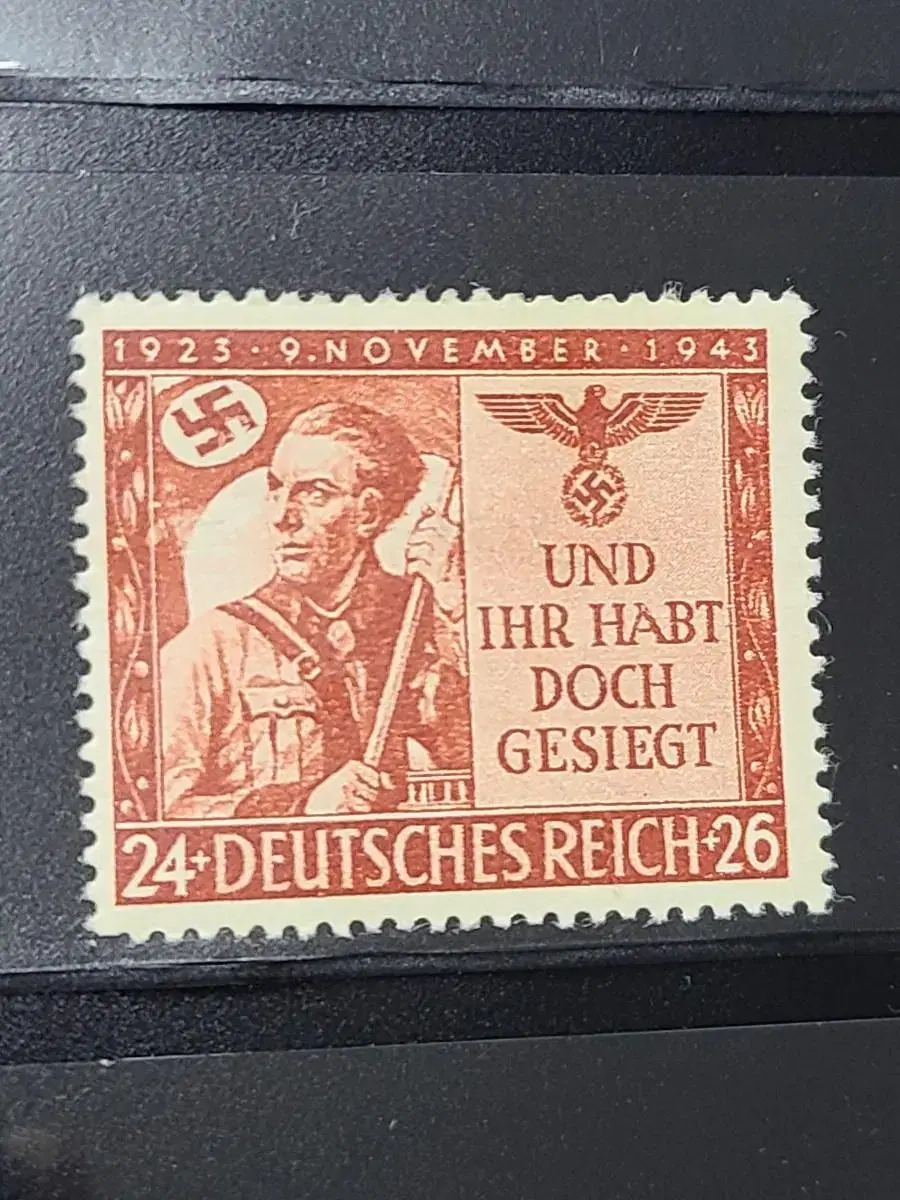 1923 · 9. NOVEMBER · 1943
UND
IHR HABT
DOCH
GESIEGT
24+DEUTSCHES REICH+26